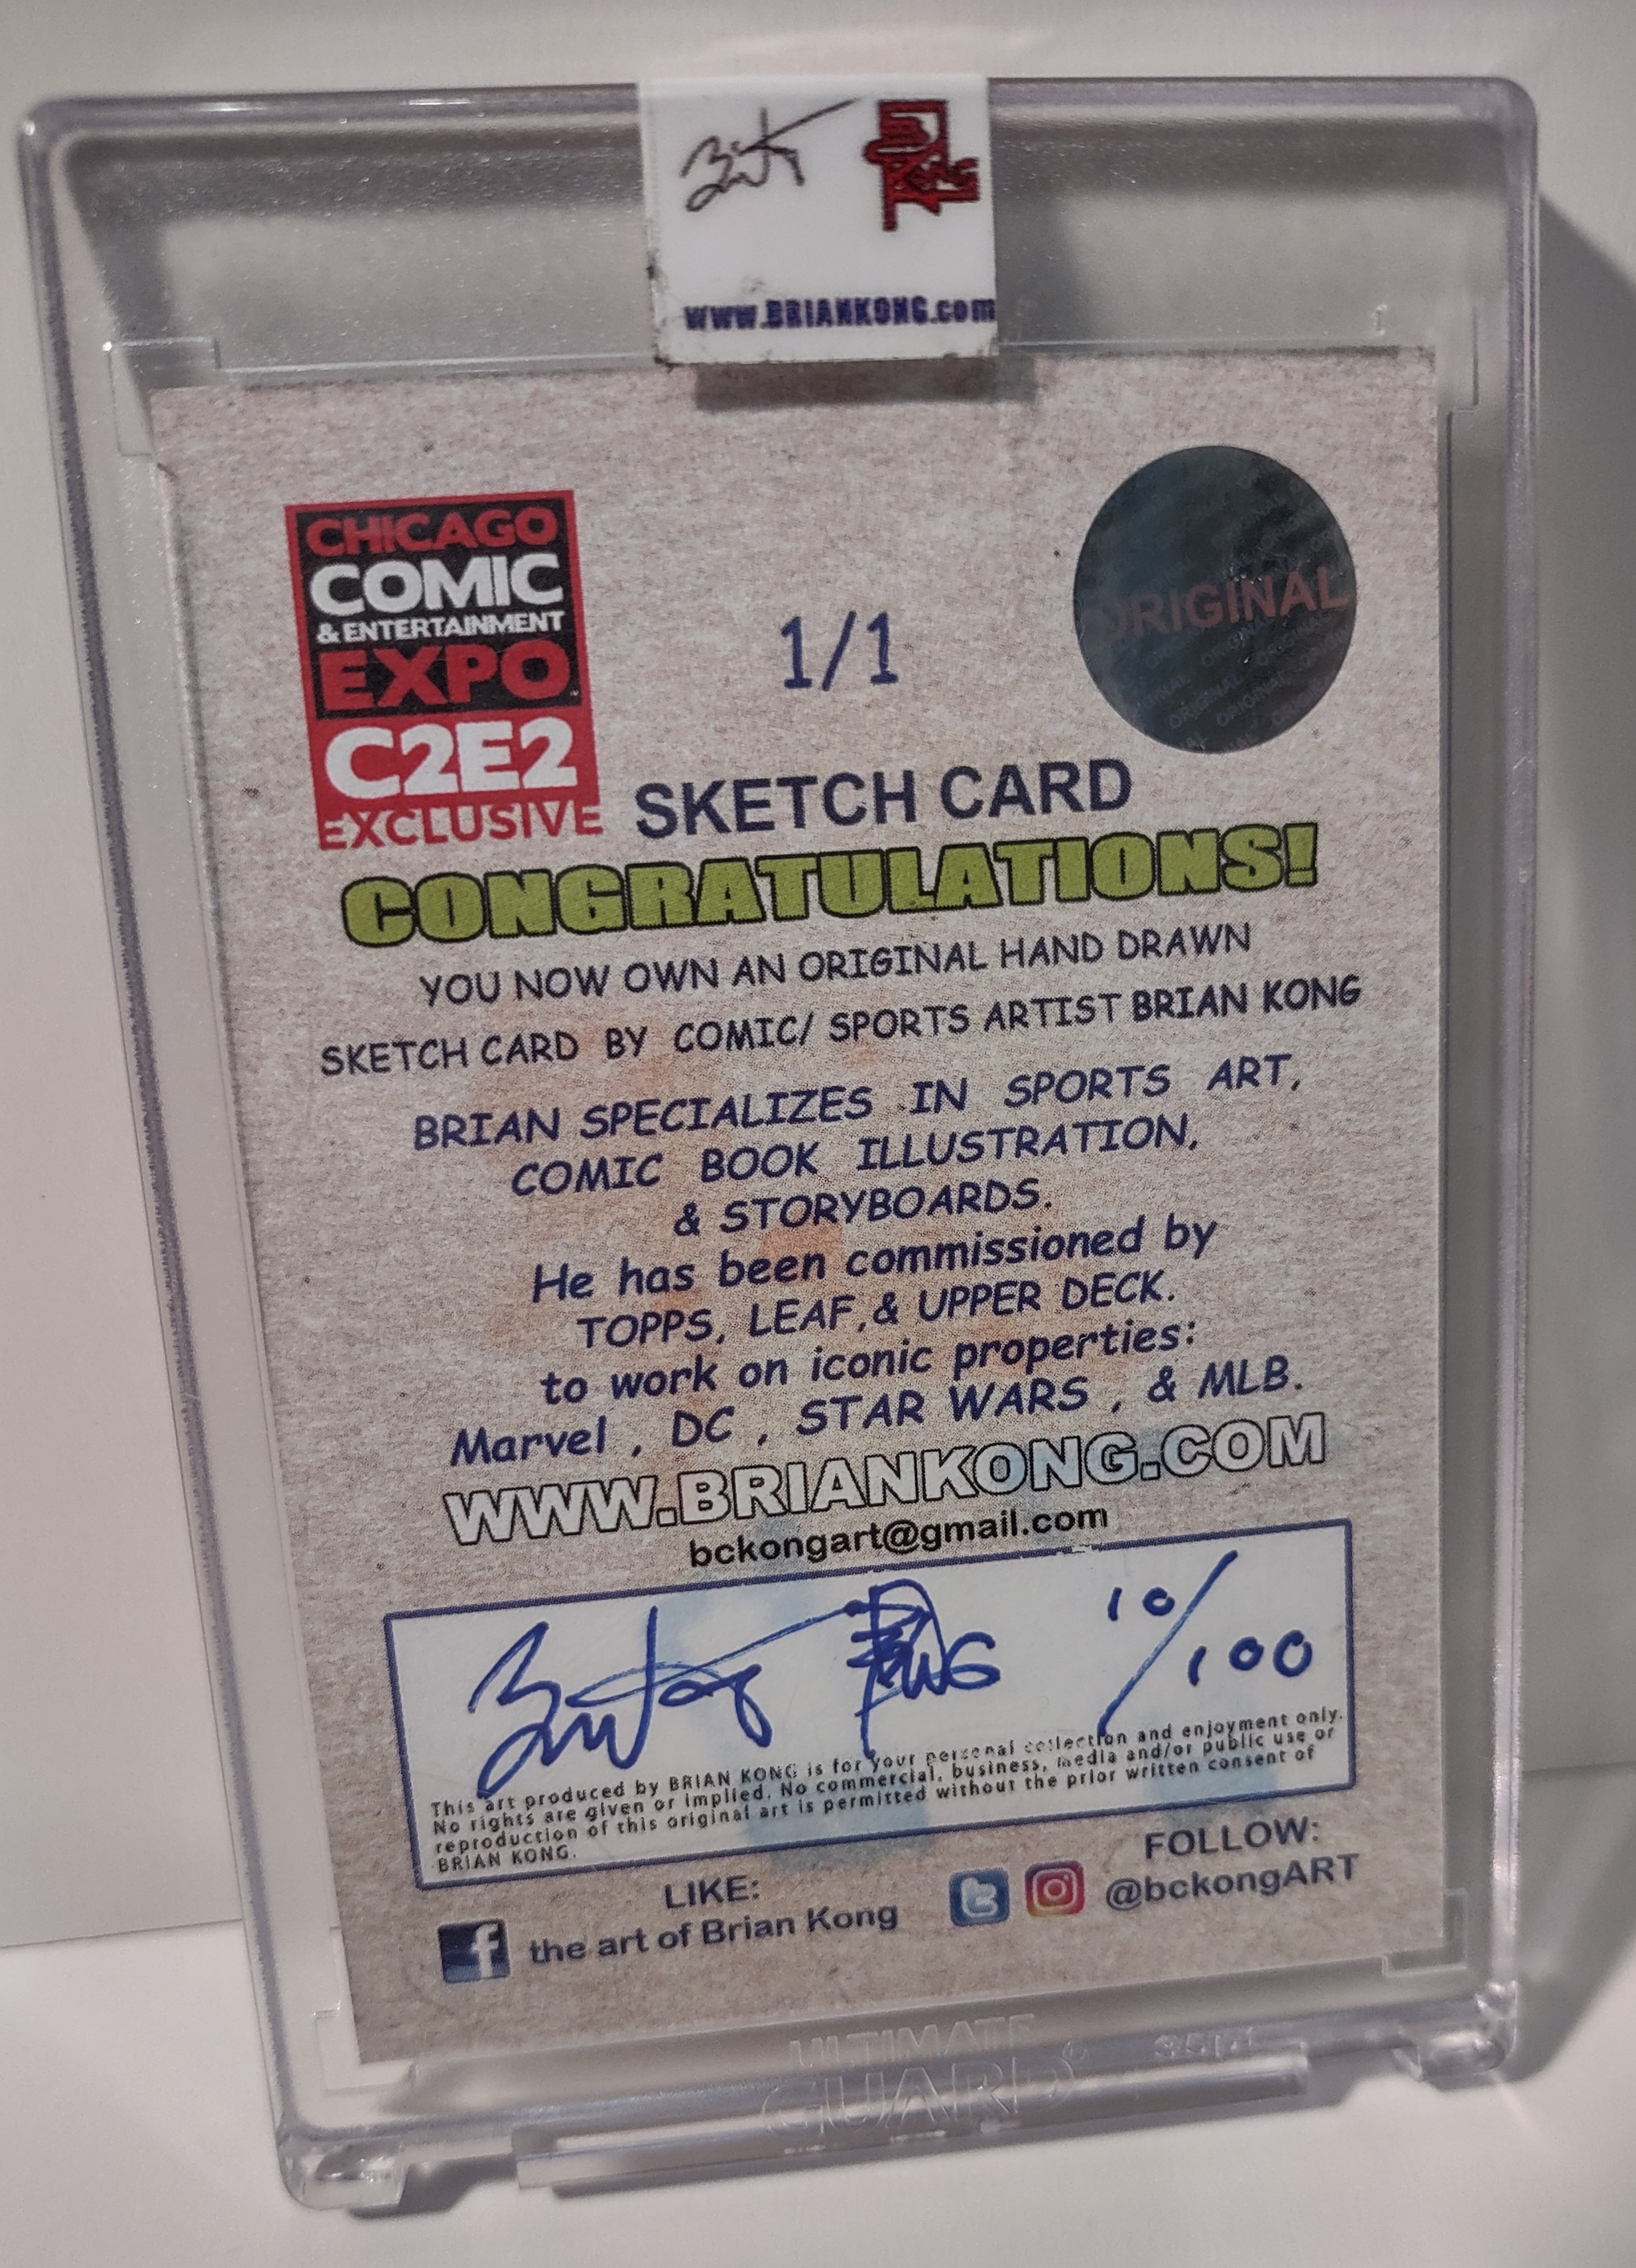 www.BRIANKONG.com
CHICAGO
COMIC
& ENTERTAINMENT
EXPO
C2E2
EXCLUSIVE
1/1
ORIGINAL
SKETCH CARD
CONGRATULATIONS!
YOU NOW OWN AN ORIGINAL HAND DRAWN
SKETCH CARD BY COMIC/ SPORTS ARTIST BRIAN KONG
BRIAN SPECIALIZES IN SPORTS ART,
COMIC BOOK ILLUSTRATION,
& STORYBOARDS.
He has been commissioned by
TOPPS, LEAF,& UPPER DECK.
to work on iconic properties:
Marvel , DC , STAR WARS , & MLB.
WWW.BRIANKONG.COM
bckongart@gmail.com
KONG 10/100
This art produced by BRIAN KONG is for your personal collection and enjoyment only.
No rights are given or implied. No commercial, business, media and/or public use or
reproduction of this original art is permitted without the prior written consent of
BRIAN KONG.
LIKE:
the art of Brian Kong
FOLLOW:
@bckongART
ULTIMATE
GUARD